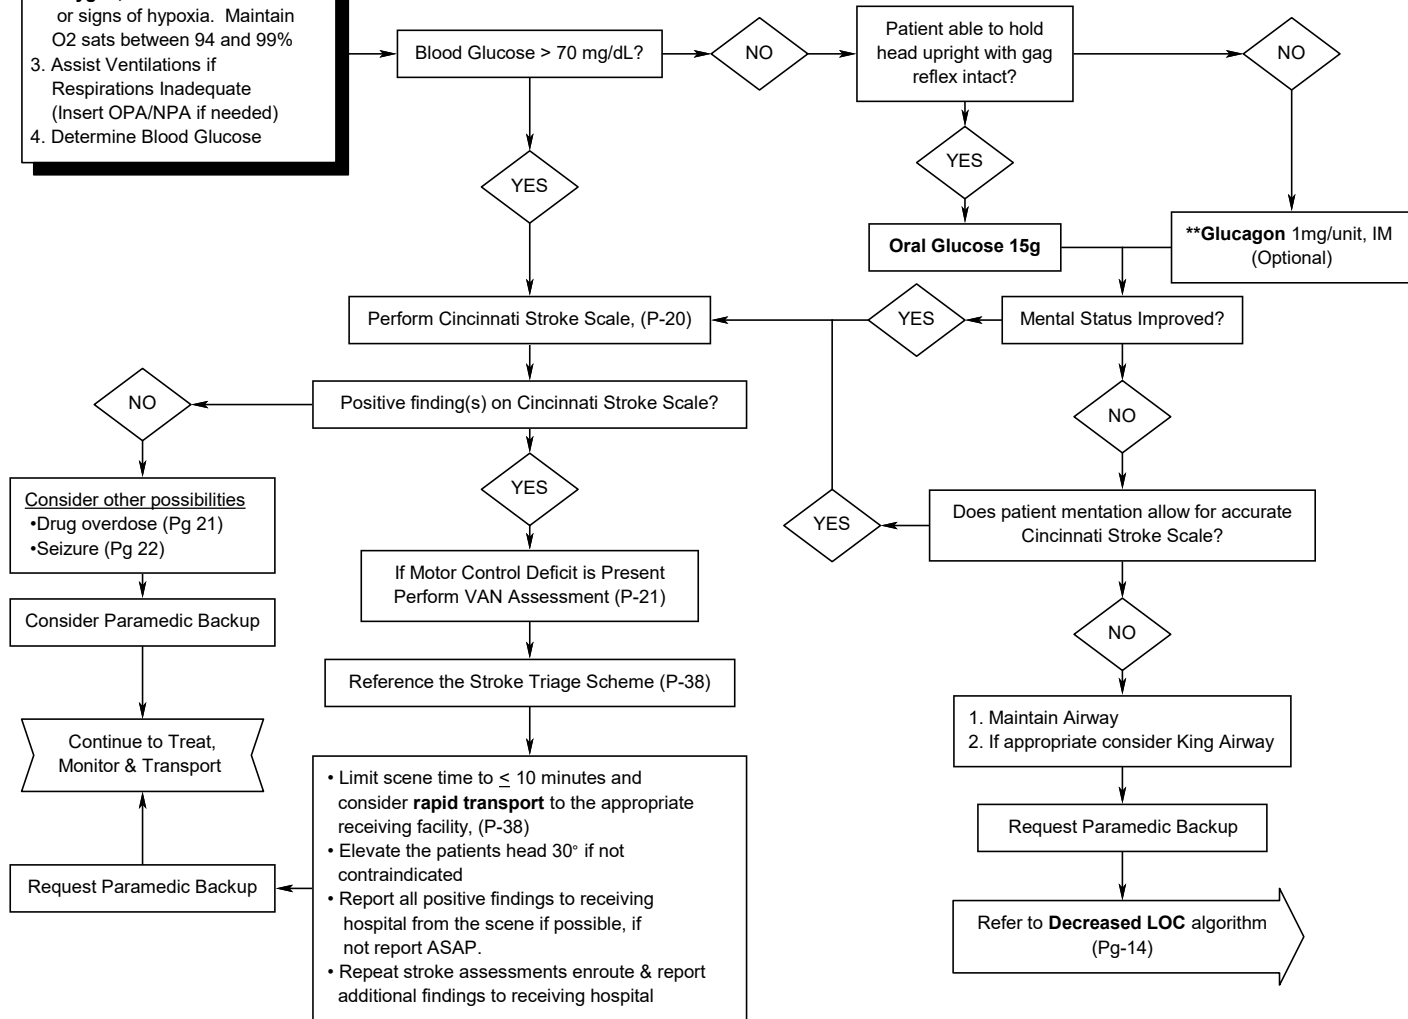 or signs of hypoxia. Maintain
O2 sats between 94 and 99%
3. Assist Ventilations if
Respirations Inadequate
(Insert OPA/NPA if needed)
4. Determine Blood Glucose
Blood Glucose > 70 mg/dL?
NO
Patient able to hold
head upright with gag
reflex intact?
NO
YES
YES
Oral Glucose 15g
**Glucagon 1mg/unit, IM
(Optional)
Perform Cincinnati Stroke Scale, (P-20)
YES
Mental Status Improved?
NO
Positive finding(s) on Cincinnati Stroke Scale?
NO
YES
Consider other possibilities
•Drug overdose (Pg 21)
•Seizure (Pg 22)
YES
Does patient mentation allow for accurate
Cincinnati Stroke Scale?
If Motor Control Deficit is Present
Perform VAN Assessment (P-21)
Consider Paramedic Backup
NO
Reference the Stroke Triage Scheme (P-38)
1. Maintain Airway
2. If appropriate consider King Airway
Continue to Treat,
Monitor & Transport
• Limit scene time to ≤ 10 minutes and
consider rapid transport to the appropriate
receiving facility, (P-38)
• Elevate the patients head 30° if not
contraindicated
• Report all positive findings to receiving
hospital from the scene if possible, if
not report ASAP.
• Repeat stroke assessments enroute & report
additional findings to receiving hospital
Request Paramedic Backup
Request Paramedic Backup
Refer to Decreased LOC algorithm
(Pg-14)